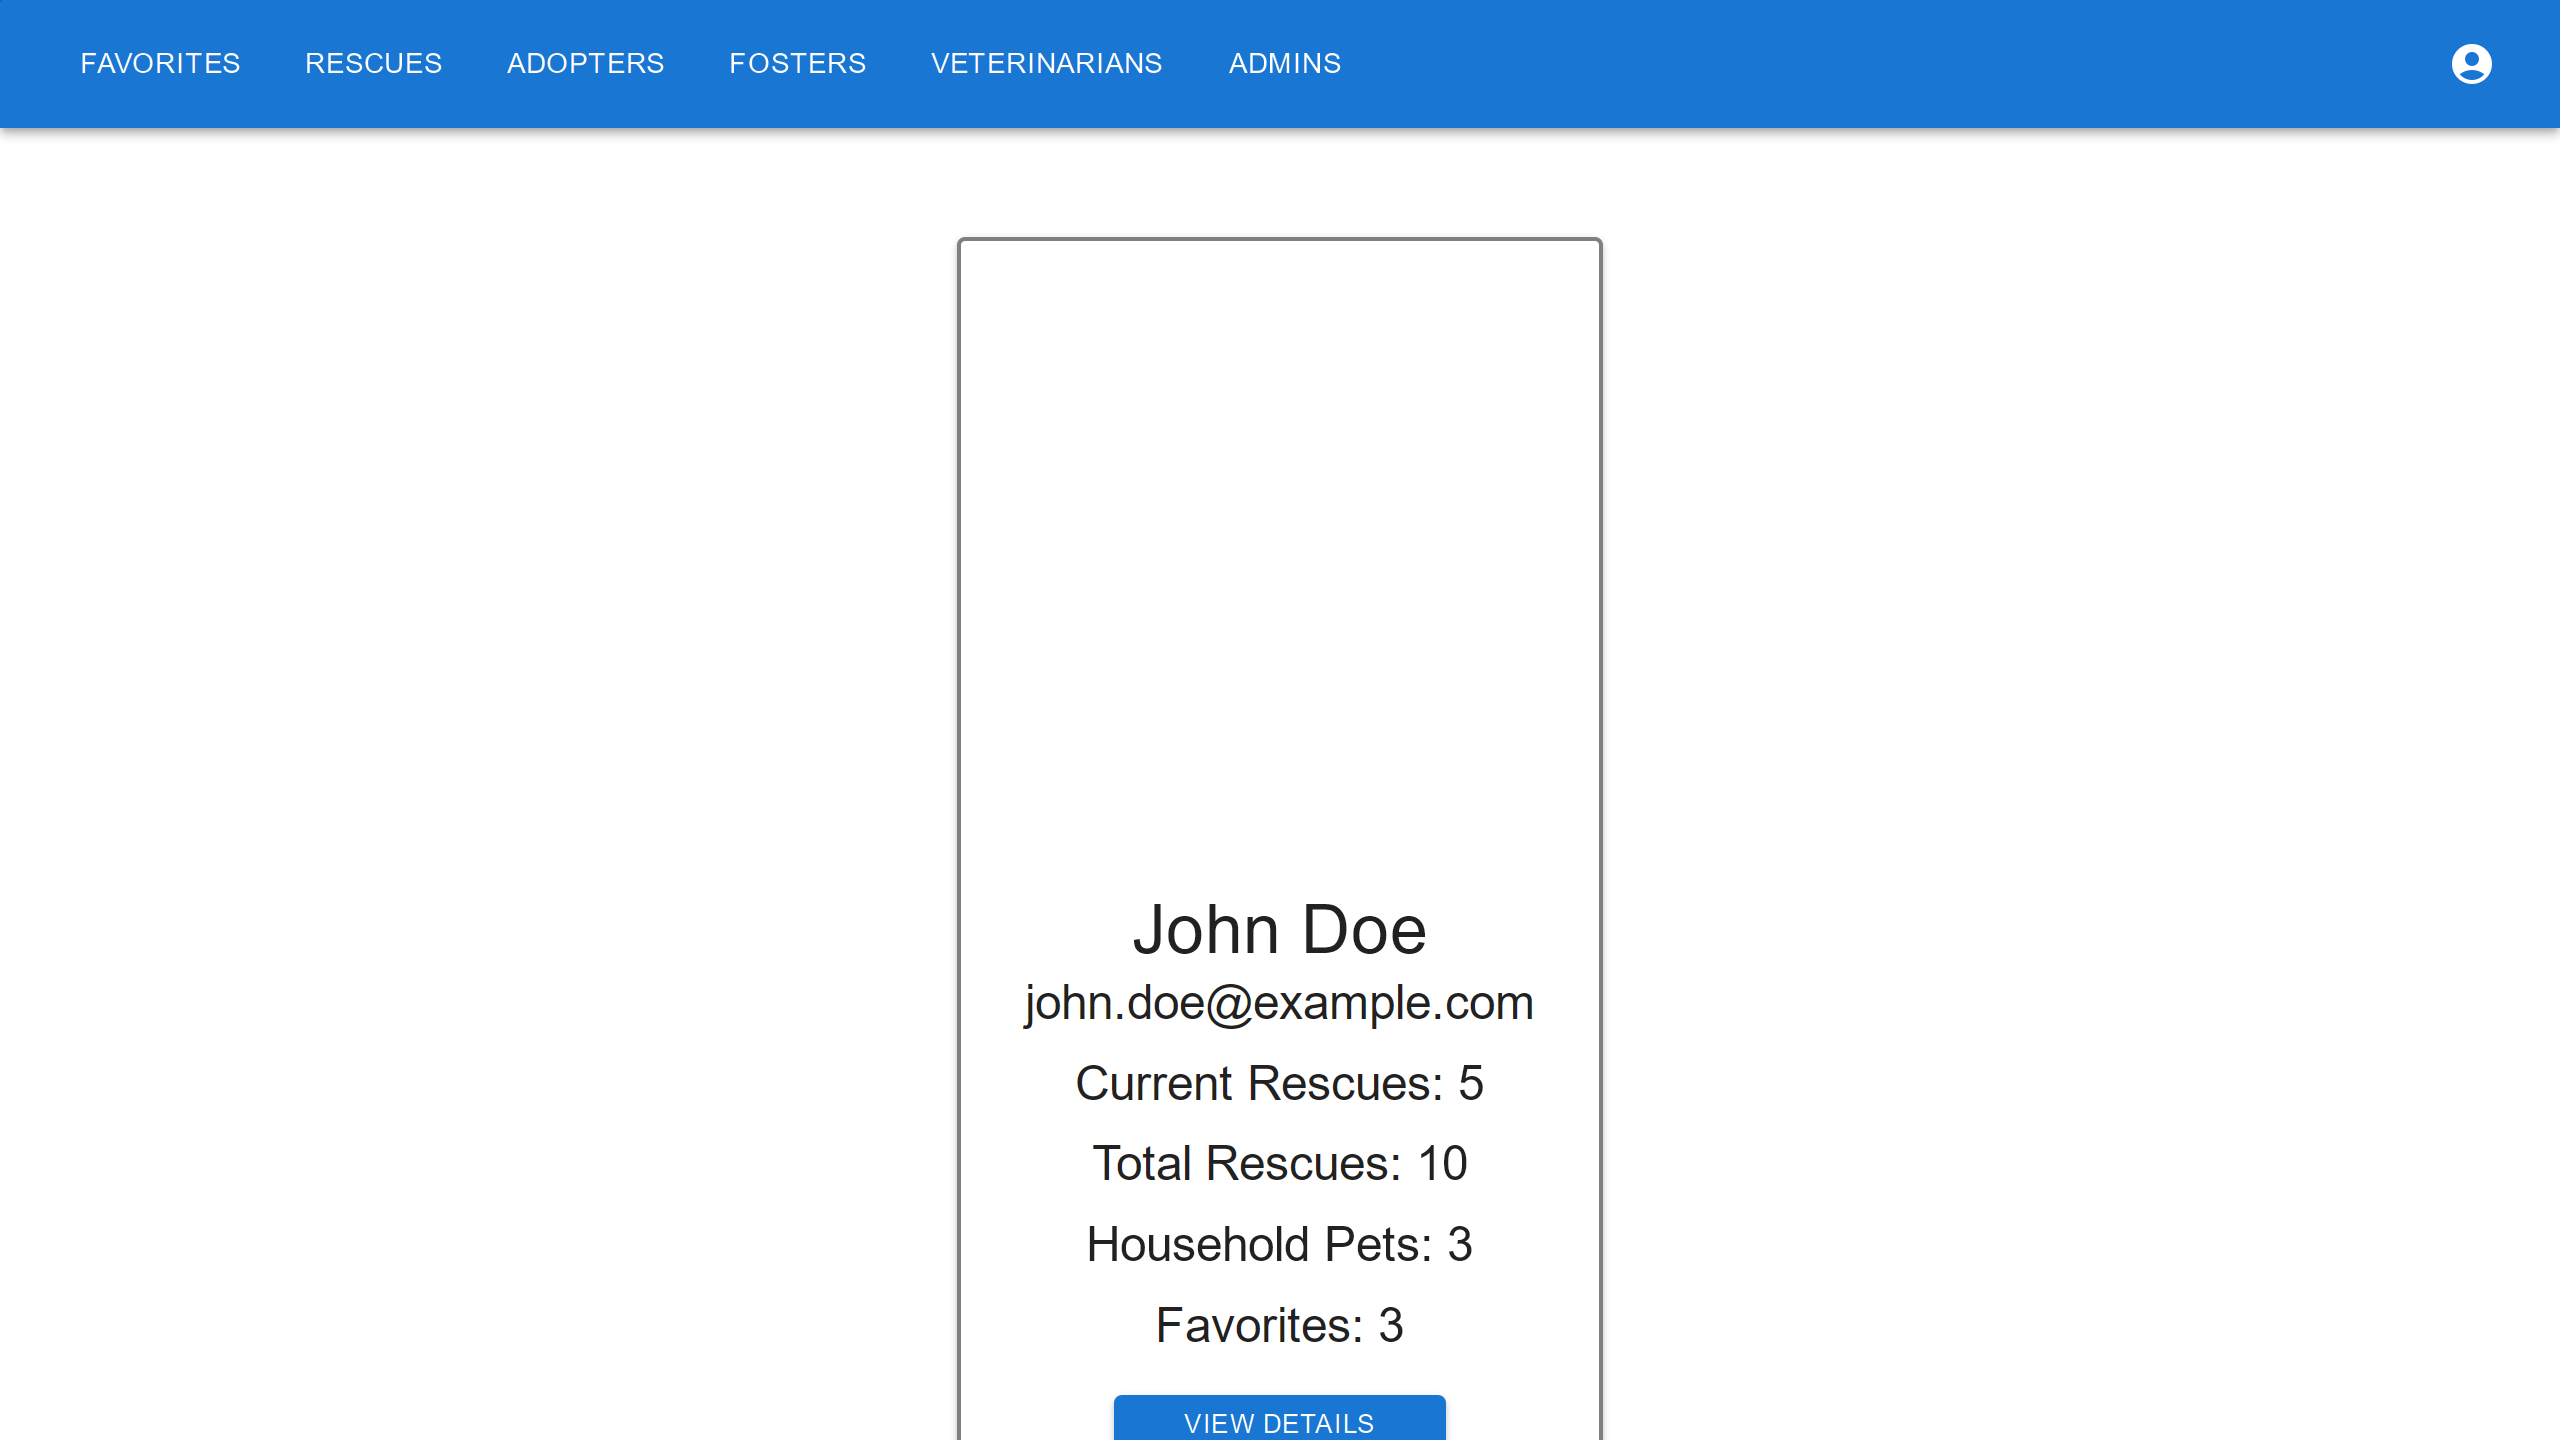 FAVORITES RESCUES ADOPTERS FOSTERS VETERINARIANS ADMINS
John Doe
john.doe@example.com
Current Rescues: 5
Total Rescues: 10
Household Pets: 3
Favorites: 3
VIEW DETAILS